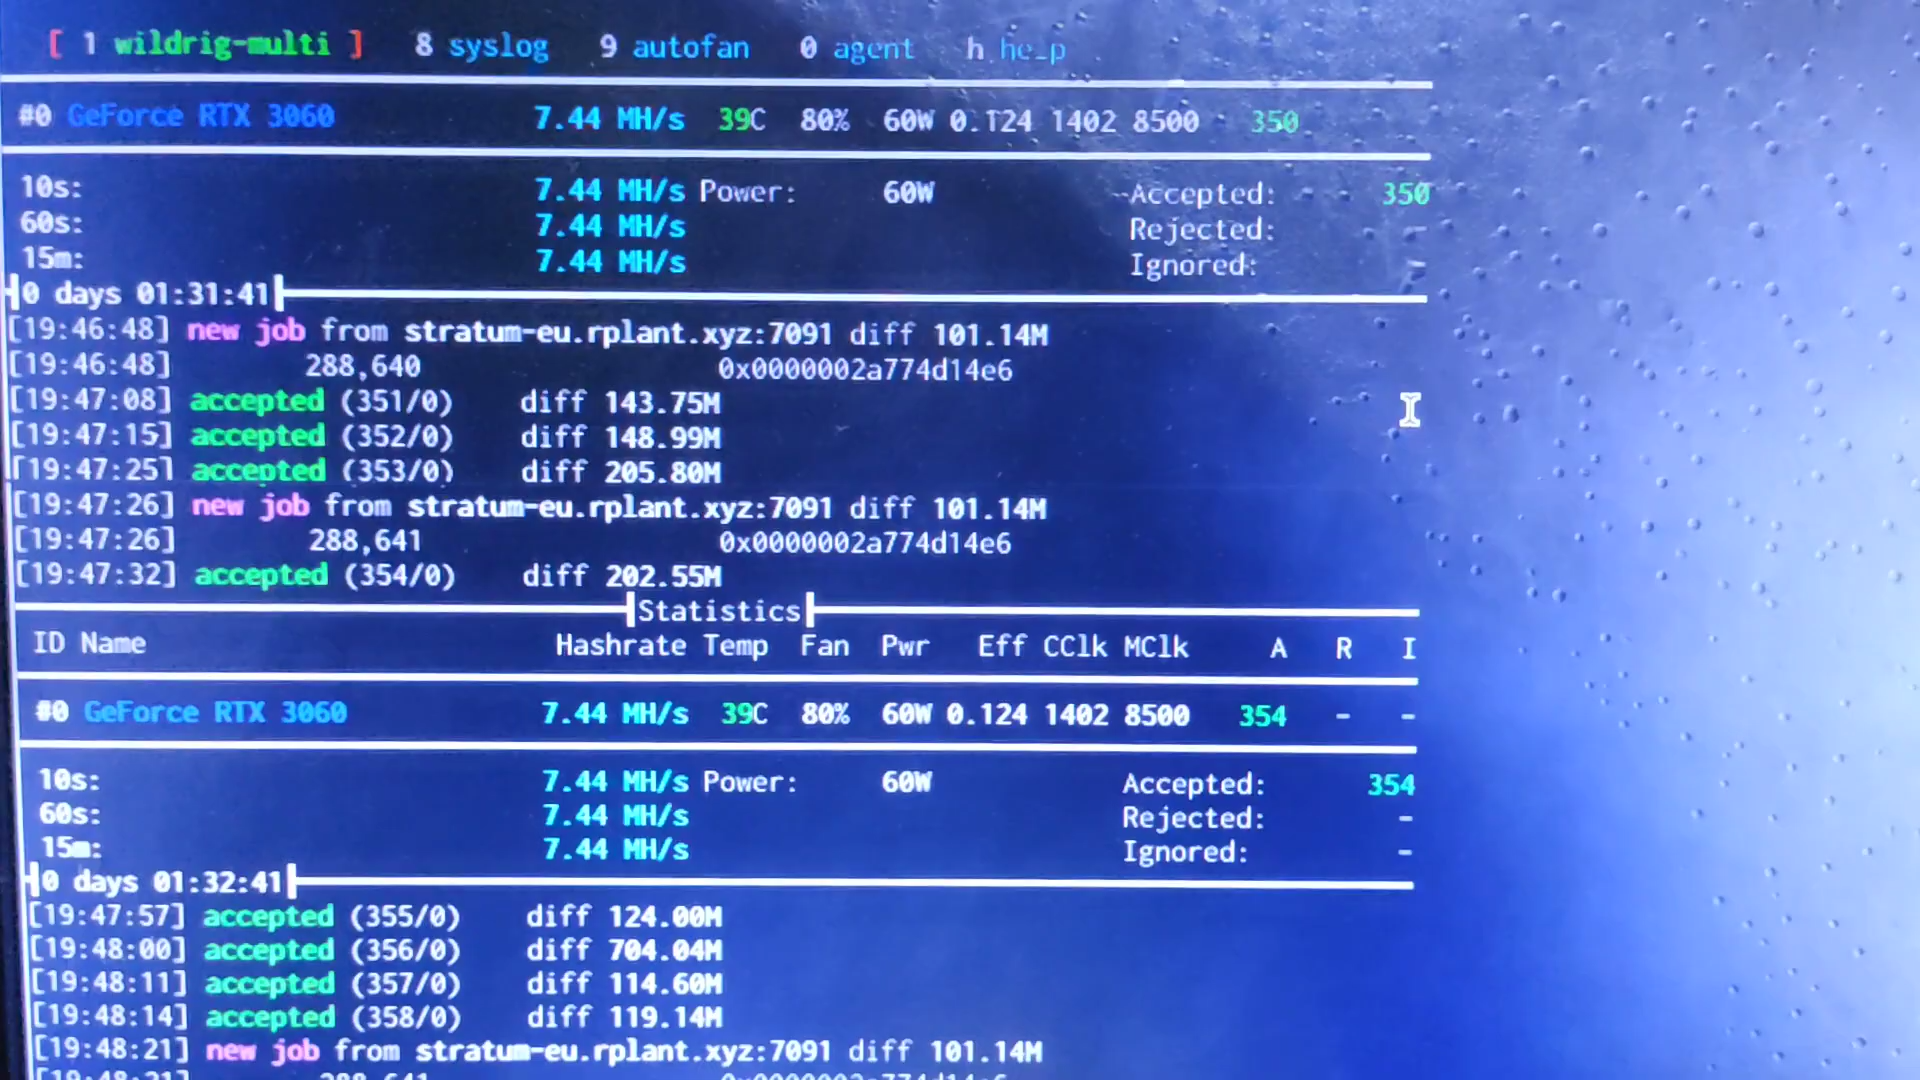 [ 1 wildrig-multi ] 8 syslog 9 autofan 0 agent h help
#0 GeForce RTX 3060 7.44 MH/s 39C 80% 60W 0.124 1402 8500 350
10s: 7.44 MH/s Power: 60W Accepted: 350
60s: 7.44 MH/s Rejected: -
15m: 7.44 MH/s Ignored: -
0 days 01:31:41
[19:46:48] new job from stratum-eu.rplant.xyz:7091 diff 101.14M
[19:46:48] 288,640 0x0000002a774d14e6
[19:47:08] accepted (351/0) diff 143.75M
[19:47:15] accepted (352/0) diff 148.99M
[19:47:25] accepted (353/0) diff 205.80M
[19:47:26] new job from stratum-eu.rplant.xyz:7091 diff 101.14M
[19:47:26] 288,641 0x0000002a774d14e6
[19:47:32] accepted (354/0) diff 202.55M
Statistics
ID Name Hashrate Temp Fan Pwr Eff CClk MClk A R I
#0 GeForce RTX 3060 7.44 MH/s 39C 80% 60W 0.124 1402 8500 354 - -
10s: 7.44 MH/s Power: 60W Accepted: 354
60s: 7.44 MH/s Rejected: -
15m: 7.44 MH/s Ignored: -
0 days 01:32:41
[19:47:57] accepted (355/0) diff 124.00M
[19:48:00] accepted (356/0) diff 704.04M
[19:48:11] accepted (357/0) diff 114.60M
[19:48:14] accepted (358/0) diff 119.14M
[19:48:21] new job from stratum-eu.rplant.xyz:7091 diff 101.14M
[19:48:21] 288,641 0x0000002a774d14e6